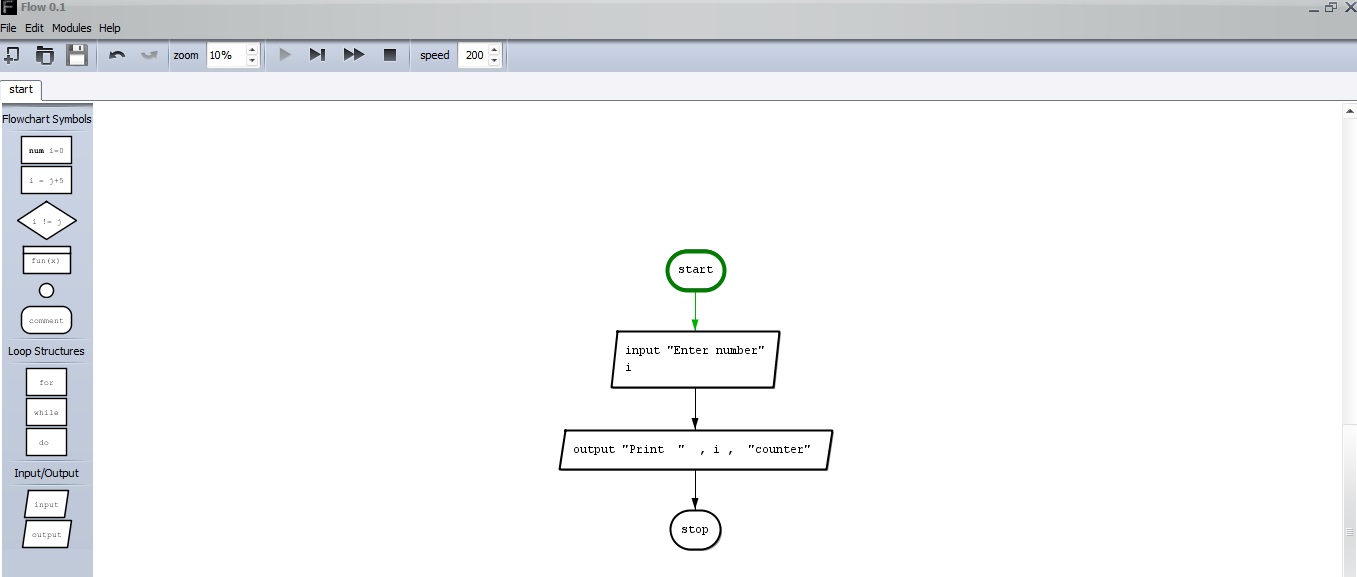 Flow 0.1
File Edit Modules Help
zoom 10% speed 200
start
Flowchart Symbols
num i=0
i = j+5
i != j
fun(x)
comment
Loop Structures
for
while
do
Input/Output
input
output
start
input "Enter number"
i
output "Print  "  , i ,  "counter"
stop